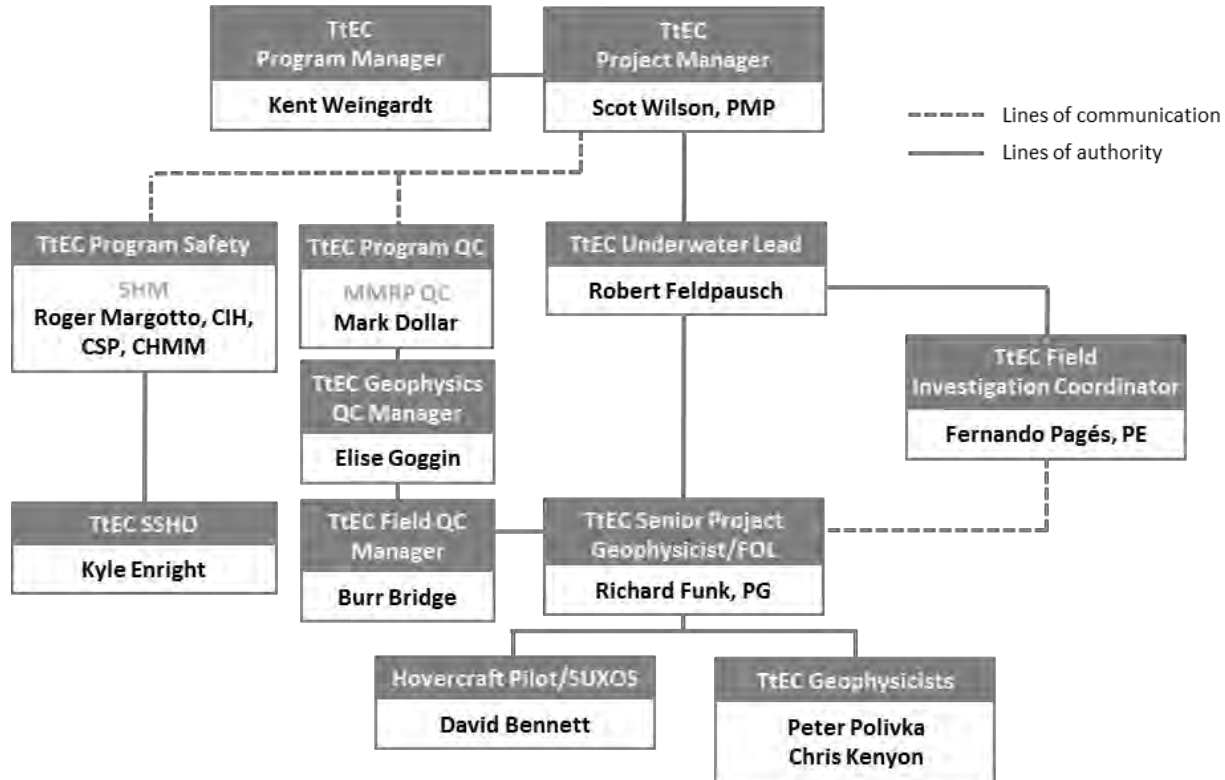 TtEC
Program Manager
Kent Weingardt
TtEC
Project Manager
Scot Wilson, PMP
Lines of communication
Lines of authority
TtEC Program Safety
SHM
Roger Margotto, CIH,
CSP, CHMM
TtEC Program QC
MMRP QC
Mark Dollar
TtEC Underwater Lead
Robert Feldpausch
TtEC Geophysics
QC Manager
Elise Goggin
TtEC Field
Investigation Coordinator
Fernando Pagés, PE
TtEC SSHO
Kyle Enright
TtEC Field QC
Manager
Burr Bridge
TtEC Senior Project
Geophysicist/FOL
Richard Funk, PG
Hovercraft Pilot/SUXOS
David Bennett
TtEC Geophysicists
Peter Polivka
Chris Kenyon